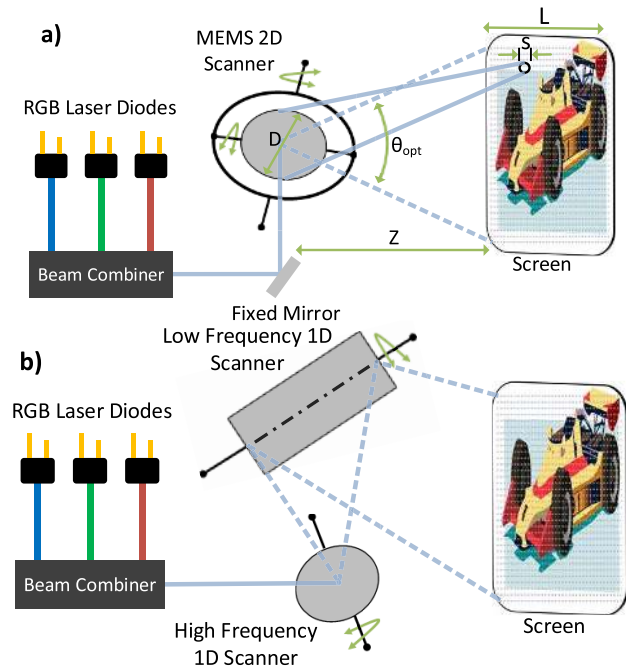 a)
MEMS 2D
Scanner
RGB Laser Diodes
Beam Combiner
D
θopt
L
S
Z
Fixed Mirror
Screen
b)
Low Frequency 1D
Scanner
RGB Laser Diodes
Beam Combiner
High Frequency
1D Scanner
Screen